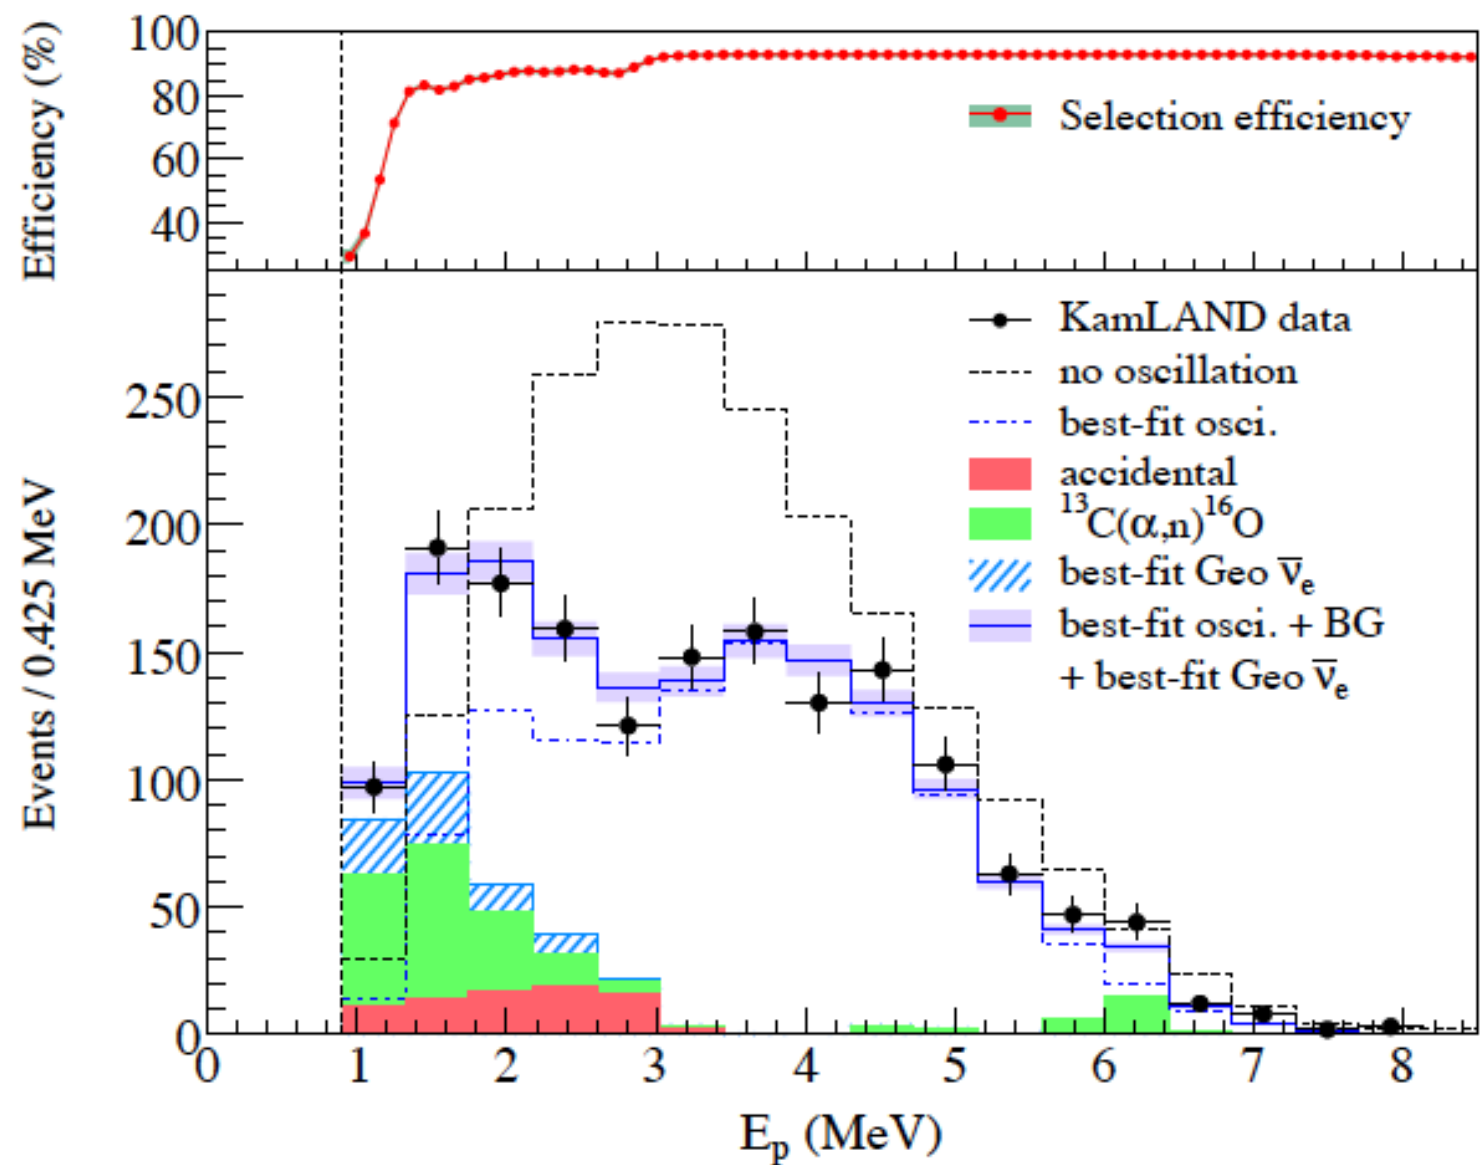 Efficiency (%)
100
80
60
40
Selection efficiency
Events / 0.425 MeV
250
200
150
100
50
0
KamLAND data
no oscillation
best-fit osci.
accidental
¹³C(α,n)¹⁶O
best-fit Geo ν̅ₑ
best-fit osci. + BG
+ best-fit Geo ν̅ₑ
0 1 2 3 4 5 6 7 8
Eₚ (MeV)